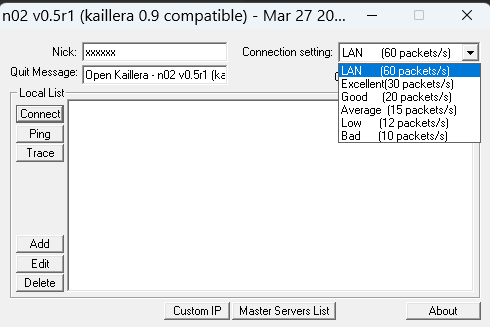 n02 v0.5r1 (kaillera 0.9 compatible) - Mar 27 20...
Nick: xxxxxx
Connection setting: LAN (60 packets/s)
Quit Message: Open Kaillera - n02 v0.5r1 (ka
LAN (60 packets/s)
Excellent(30 packets/s)
Good (20 packets/s)
Average (15 packets/s)
Low (12 packets/s)
Bad (10 packets/s)
Local List
Connect
Ping
Trace
Add
Edit
Delete
Custom IP
Master Servers List
About